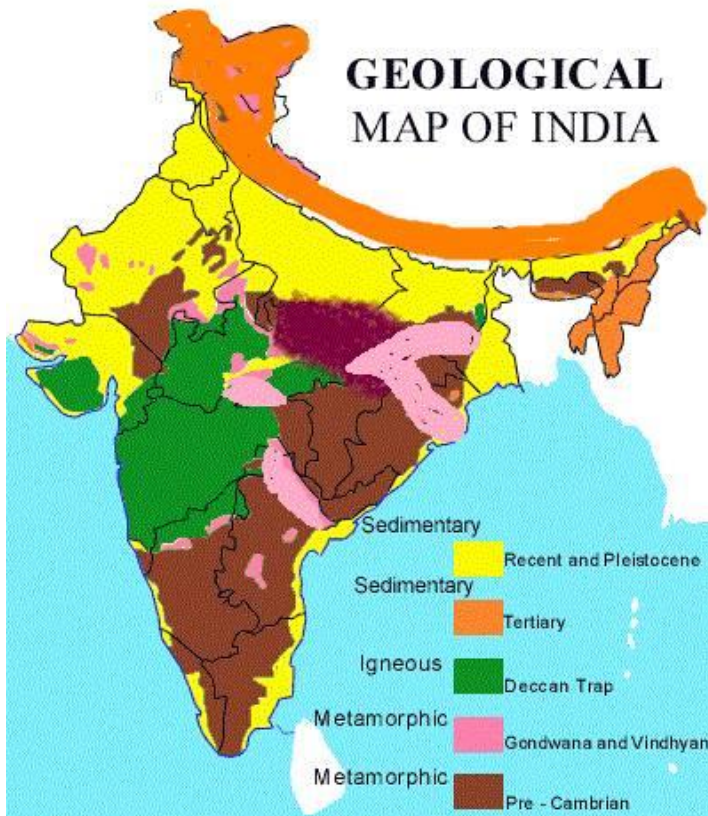 GEOLOGICAL
MAP OF INDIA
Sedimentary
Recent and Pleistocene
Sedimentary
Tertiary
Igneous
Deccan Trap
Metamorphic
Gondwana and Vindhyan
Metamorphic
Pre - Cambrian